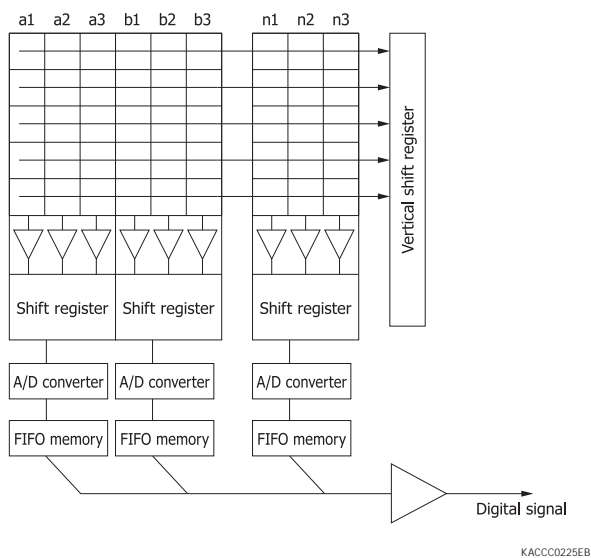 a1 a2 a3 b1 b2 b3 n1 n2 n3
Vertical shift register
Shift register Shift register Shift register
A/D converter A/D converter A/D converter
FIFO memory FIFO memory FIFO memory
Digital signal
KACCC0225EB